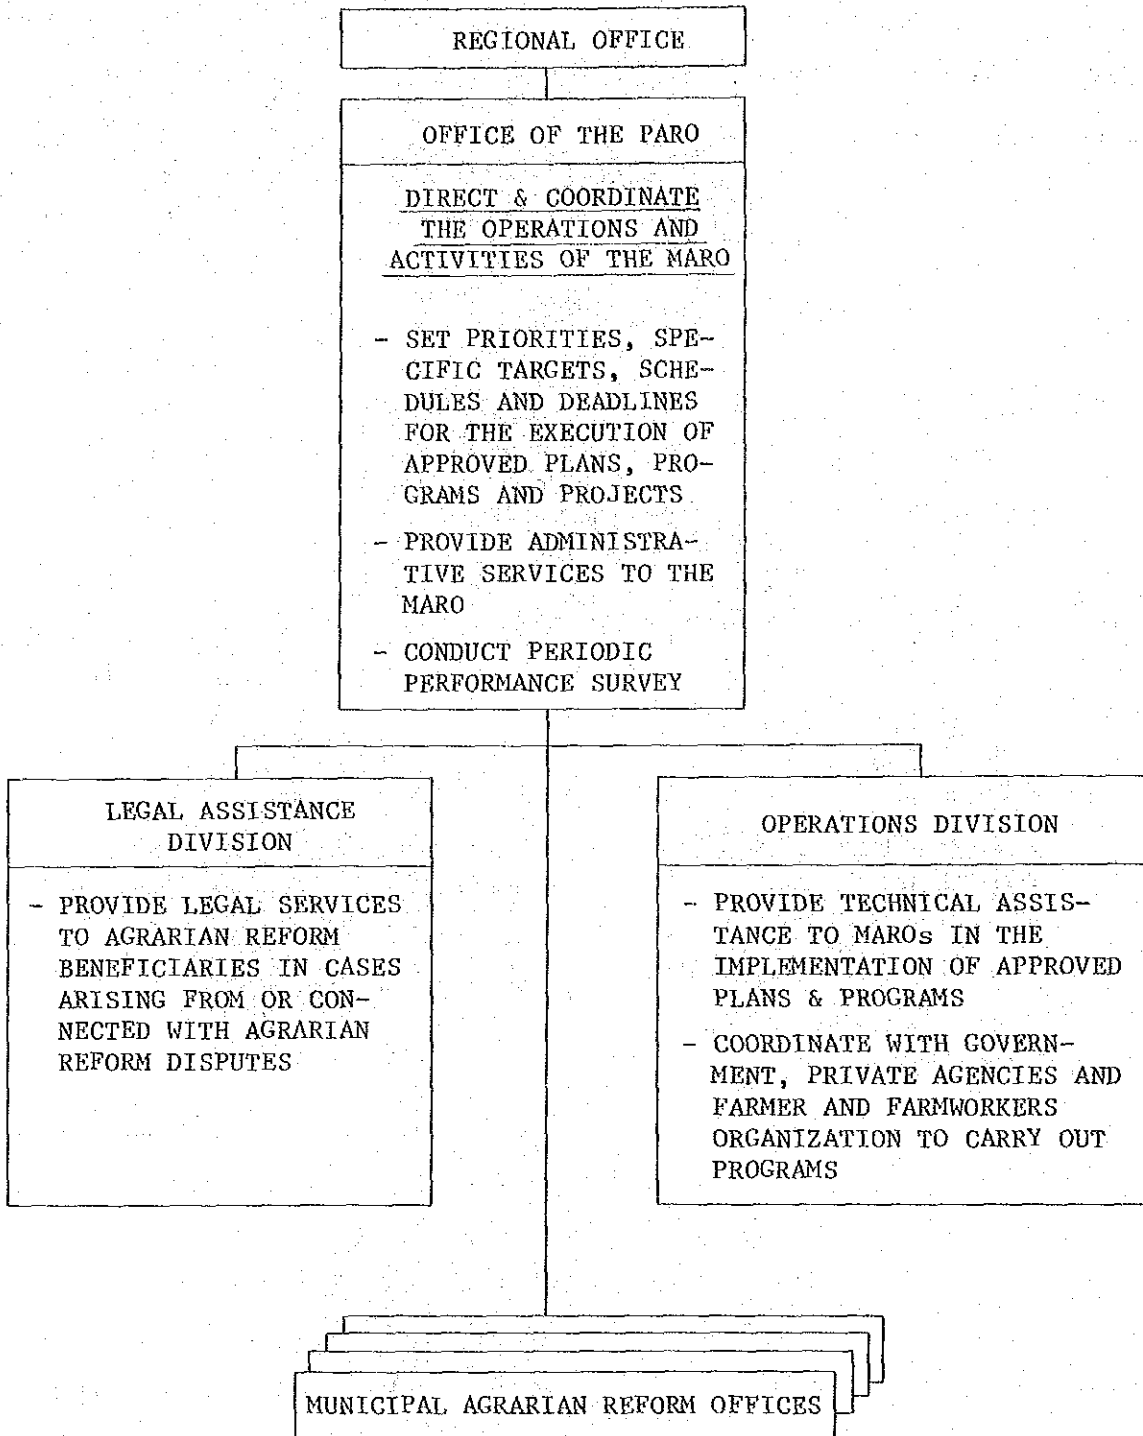 REGIONAL OFFICE
OFFICE OF THE PARO
DIRECT & COORDINATE
THE OPERATIONS AND
ACTIVITIES OF THE MARO
- SET PRIORITIES, SPE-
CIFIC TARGETS, SCHE-
DULES AND DEADLINES
FOR THE EXECUTION OF
APPROVED PLANS, PRO-
GRAMS AND PROJECTS
- PROVIDE ADMINISTRA-
TIVE SERVICES TO THE
MARO
- CONDUCT PERIODIC
PERFORMANCE SURVEY
LEGAL ASSISTANCE
DIVISION
- PROVIDE LEGAL SERVICES
TO AGRARIAN REFORM
BENEFICIARIES IN CASES
ARISING FROM OR CON-
NECTED WITH AGRARIAN
REFORM DISPUTES
OPERATIONS DIVISION
- PROVIDE TECHNICAL ASSIS-
TANCE TO MAROs IN THE
IMPLEMENTATION OF APPROVED
PLANS & PROGRAMS
- COORDINATE WITH GOVERN-
MENT, PRIVATE AGENCIES AND
FARMER AND FARMWORKERS
ORGANIZATION TO CARRY OUT
PROGRAMS
MUNICIPAL AGRARIAN REFORM OFFICES